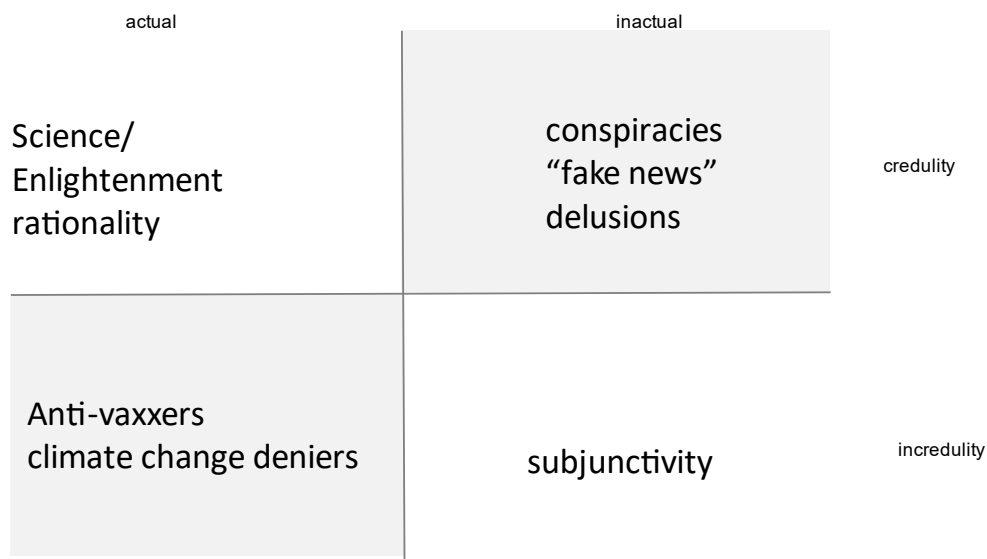 actual
inactual
Science/
Enlightenment
rationality
conspiracies
“fake news”
delusions
credulity
Anti-vaxxers
climate change deniers
subjunctivity
incredulity